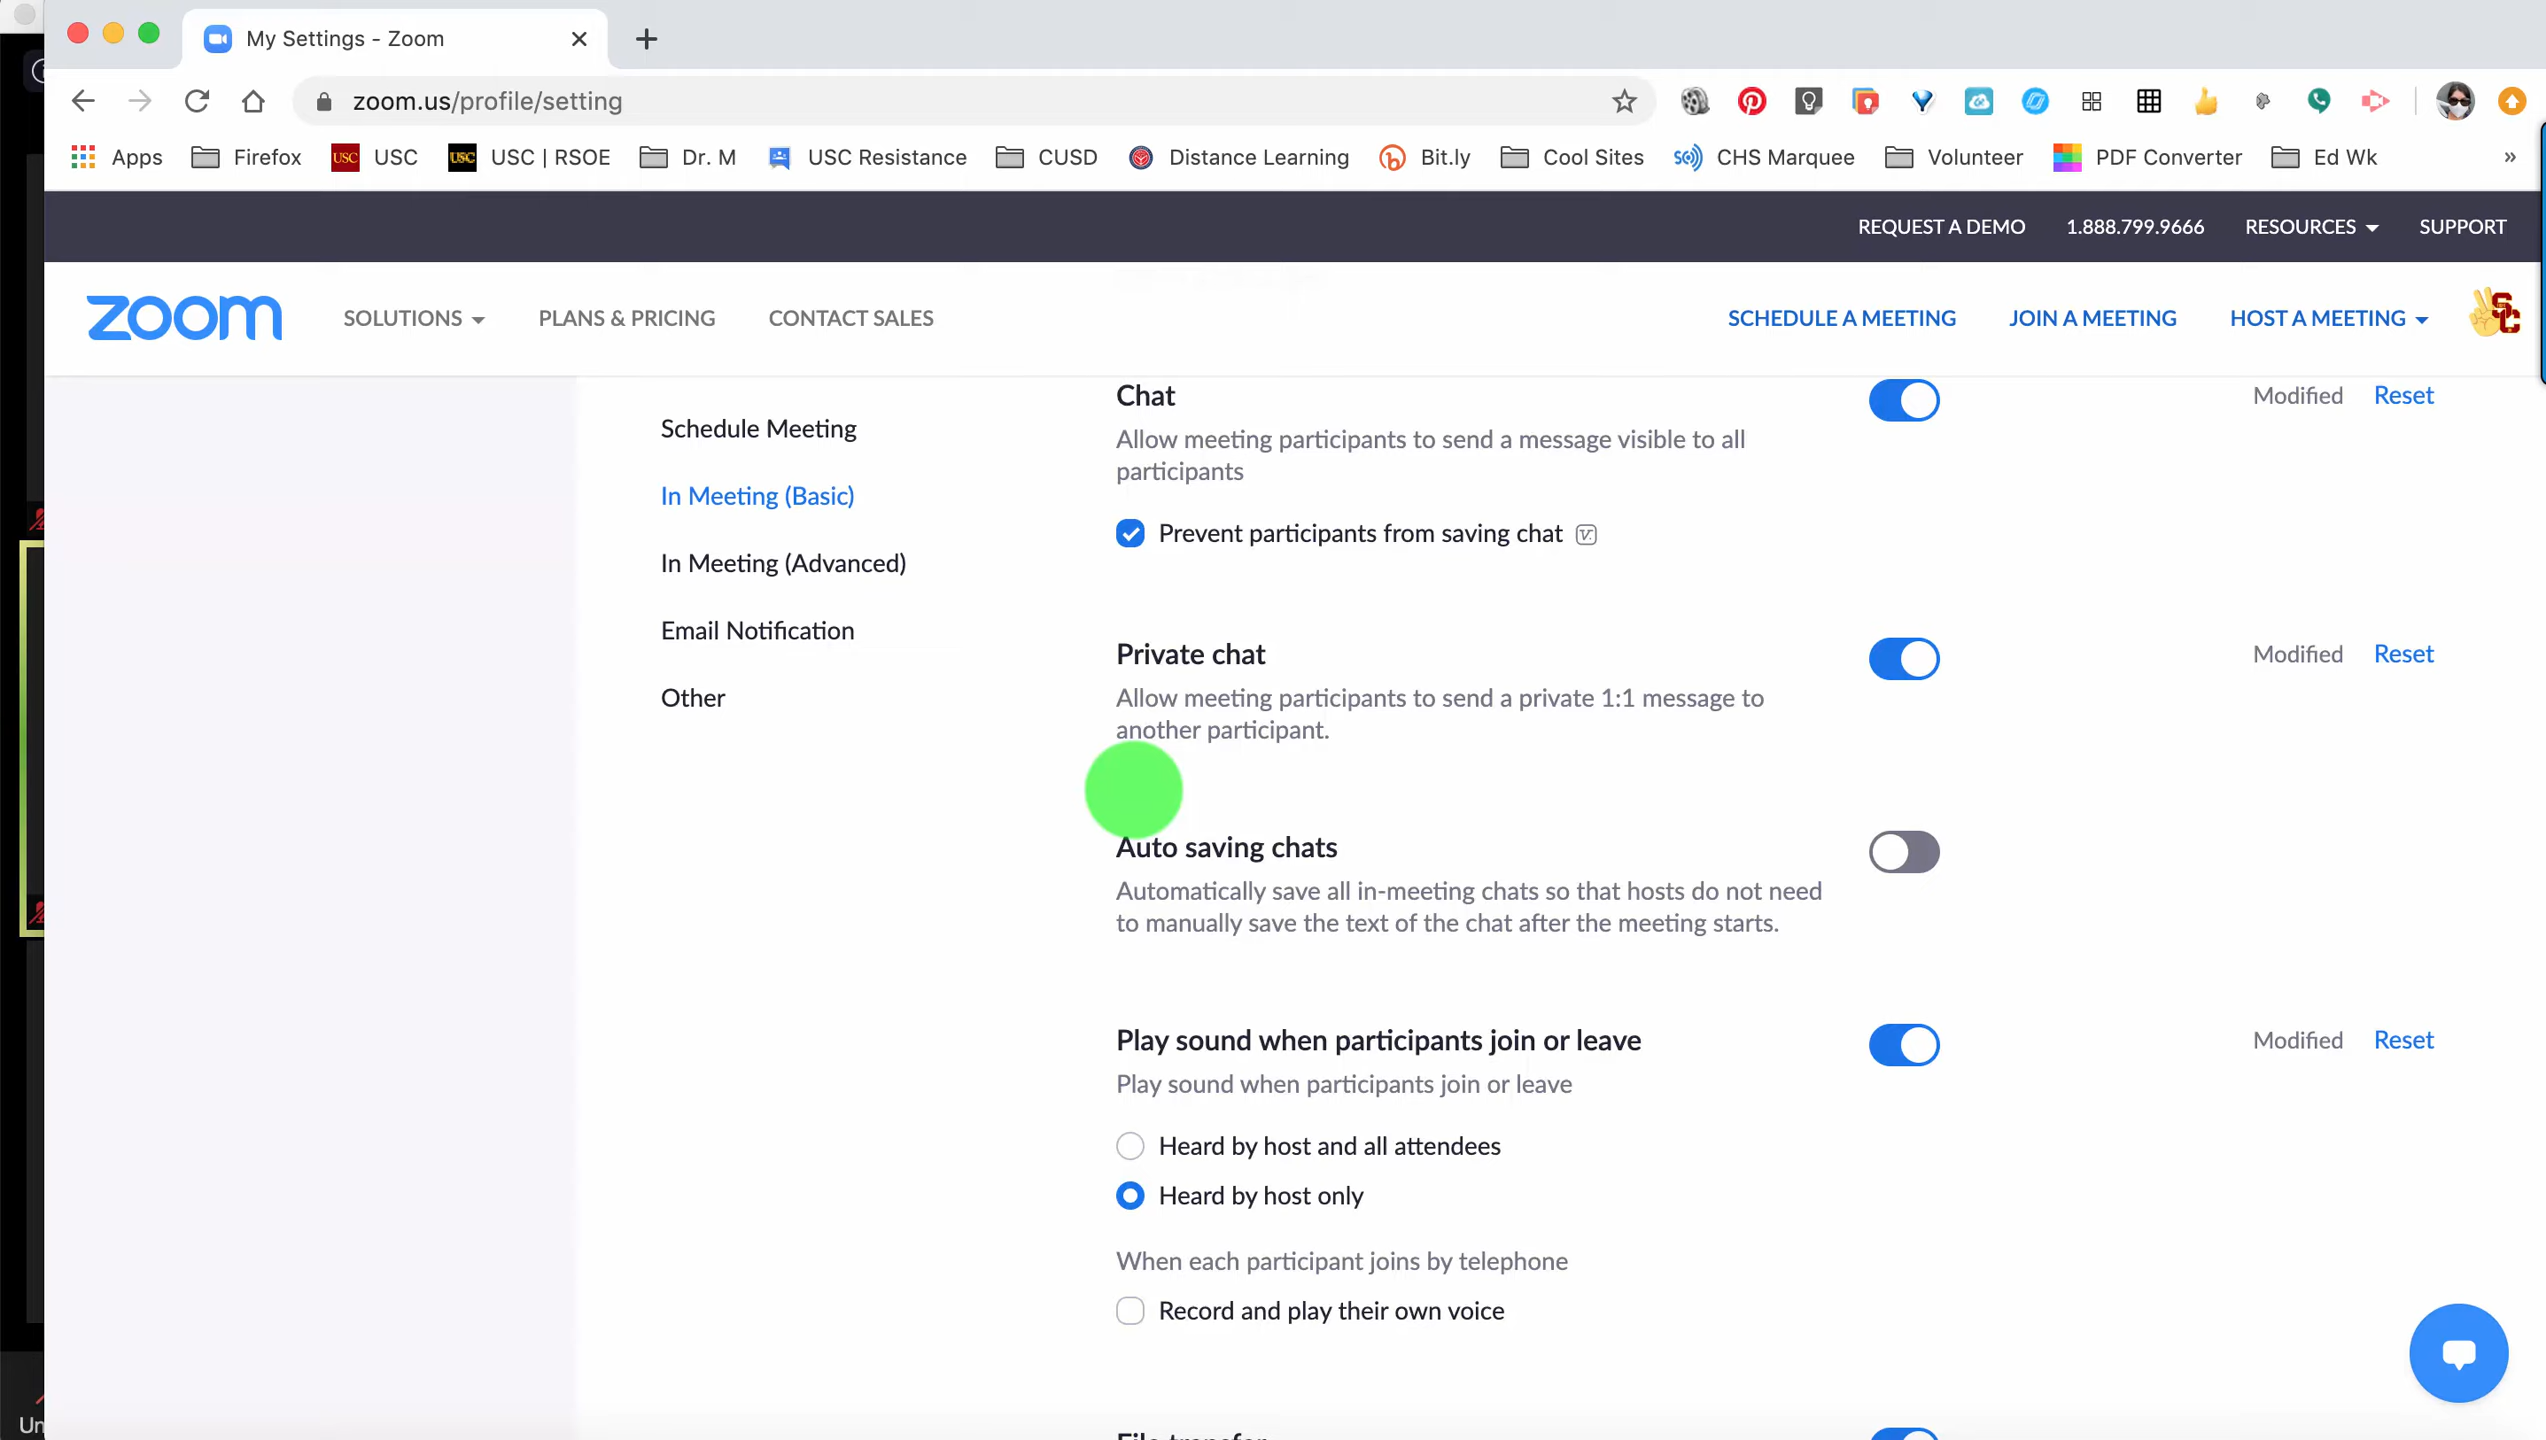 My Settings - Zoom
zoom.us/profile/setting
Apps Firefox USC USC USC USC | RSOE Dr. M USC Resistance CUSD Distance Learning Bit.ly Cool Sites CHS Marquee Volunteer PDF Converter Ed Wk »
REQUEST A DEMO 1.888.799.9666 RESOURCES SUPPORT
zoom SOLUTIONS PLANS & PRICING CONTACT SALES SCHEDULE A MEETING JOIN A MEETING HOST A MEETING SC
Schedule Meeting
In Meeting (Basic)
In Meeting (Advanced)
Email Notification
Other
Chat Modified Reset
Allow meeting participants to send a message visible to all
participants
Prevent participants from saving chat
Private chat Modified Reset
Allow meeting participants to send a private 1:1 message to
another participant.
Auto saving chats
Automatically save all in-meeting chats so that hosts do not need
to manually save the text of the chat after the meeting starts.
Play sound when participants join or leave Modified Reset
Play sound when participants join or leave
Heard by host and all attendees
Heard by host only
When each participant joins by telephone
Record and play their own voice